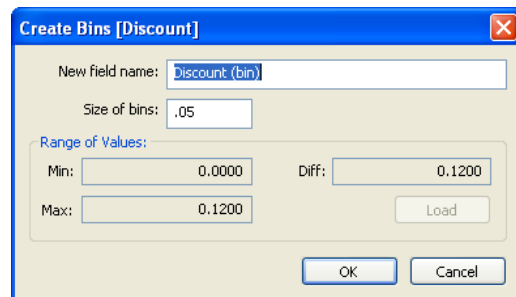 Create Bins [Discount]
New field name: Discount (bin)
Size of bins: .05
Range of Values:
Min: 0.0000 Diff: 0.1200
Max: 0.1200 Load
OK Cancel